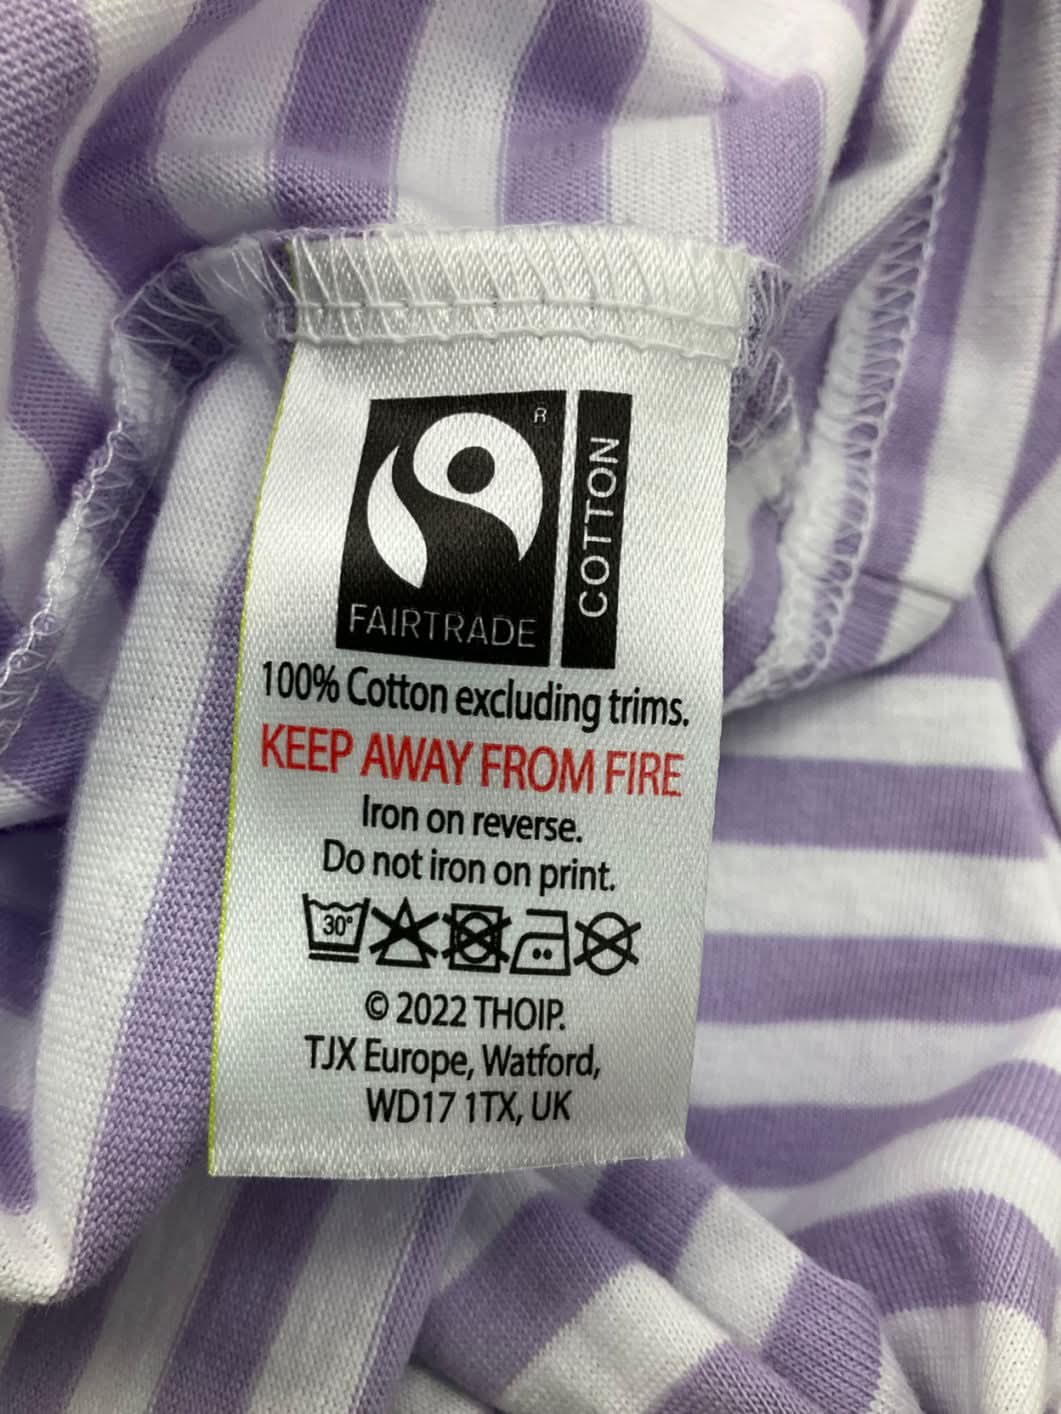 ®
FAIRTRADE
COTTON
100% Cotton excluding trims.
KEEP AWAY FROM FIRE
Iron on reverse.
Do not iron on print.
30°
© 2022 THOIP.
TJX Europe, Watford,
WD17 1TX, UK